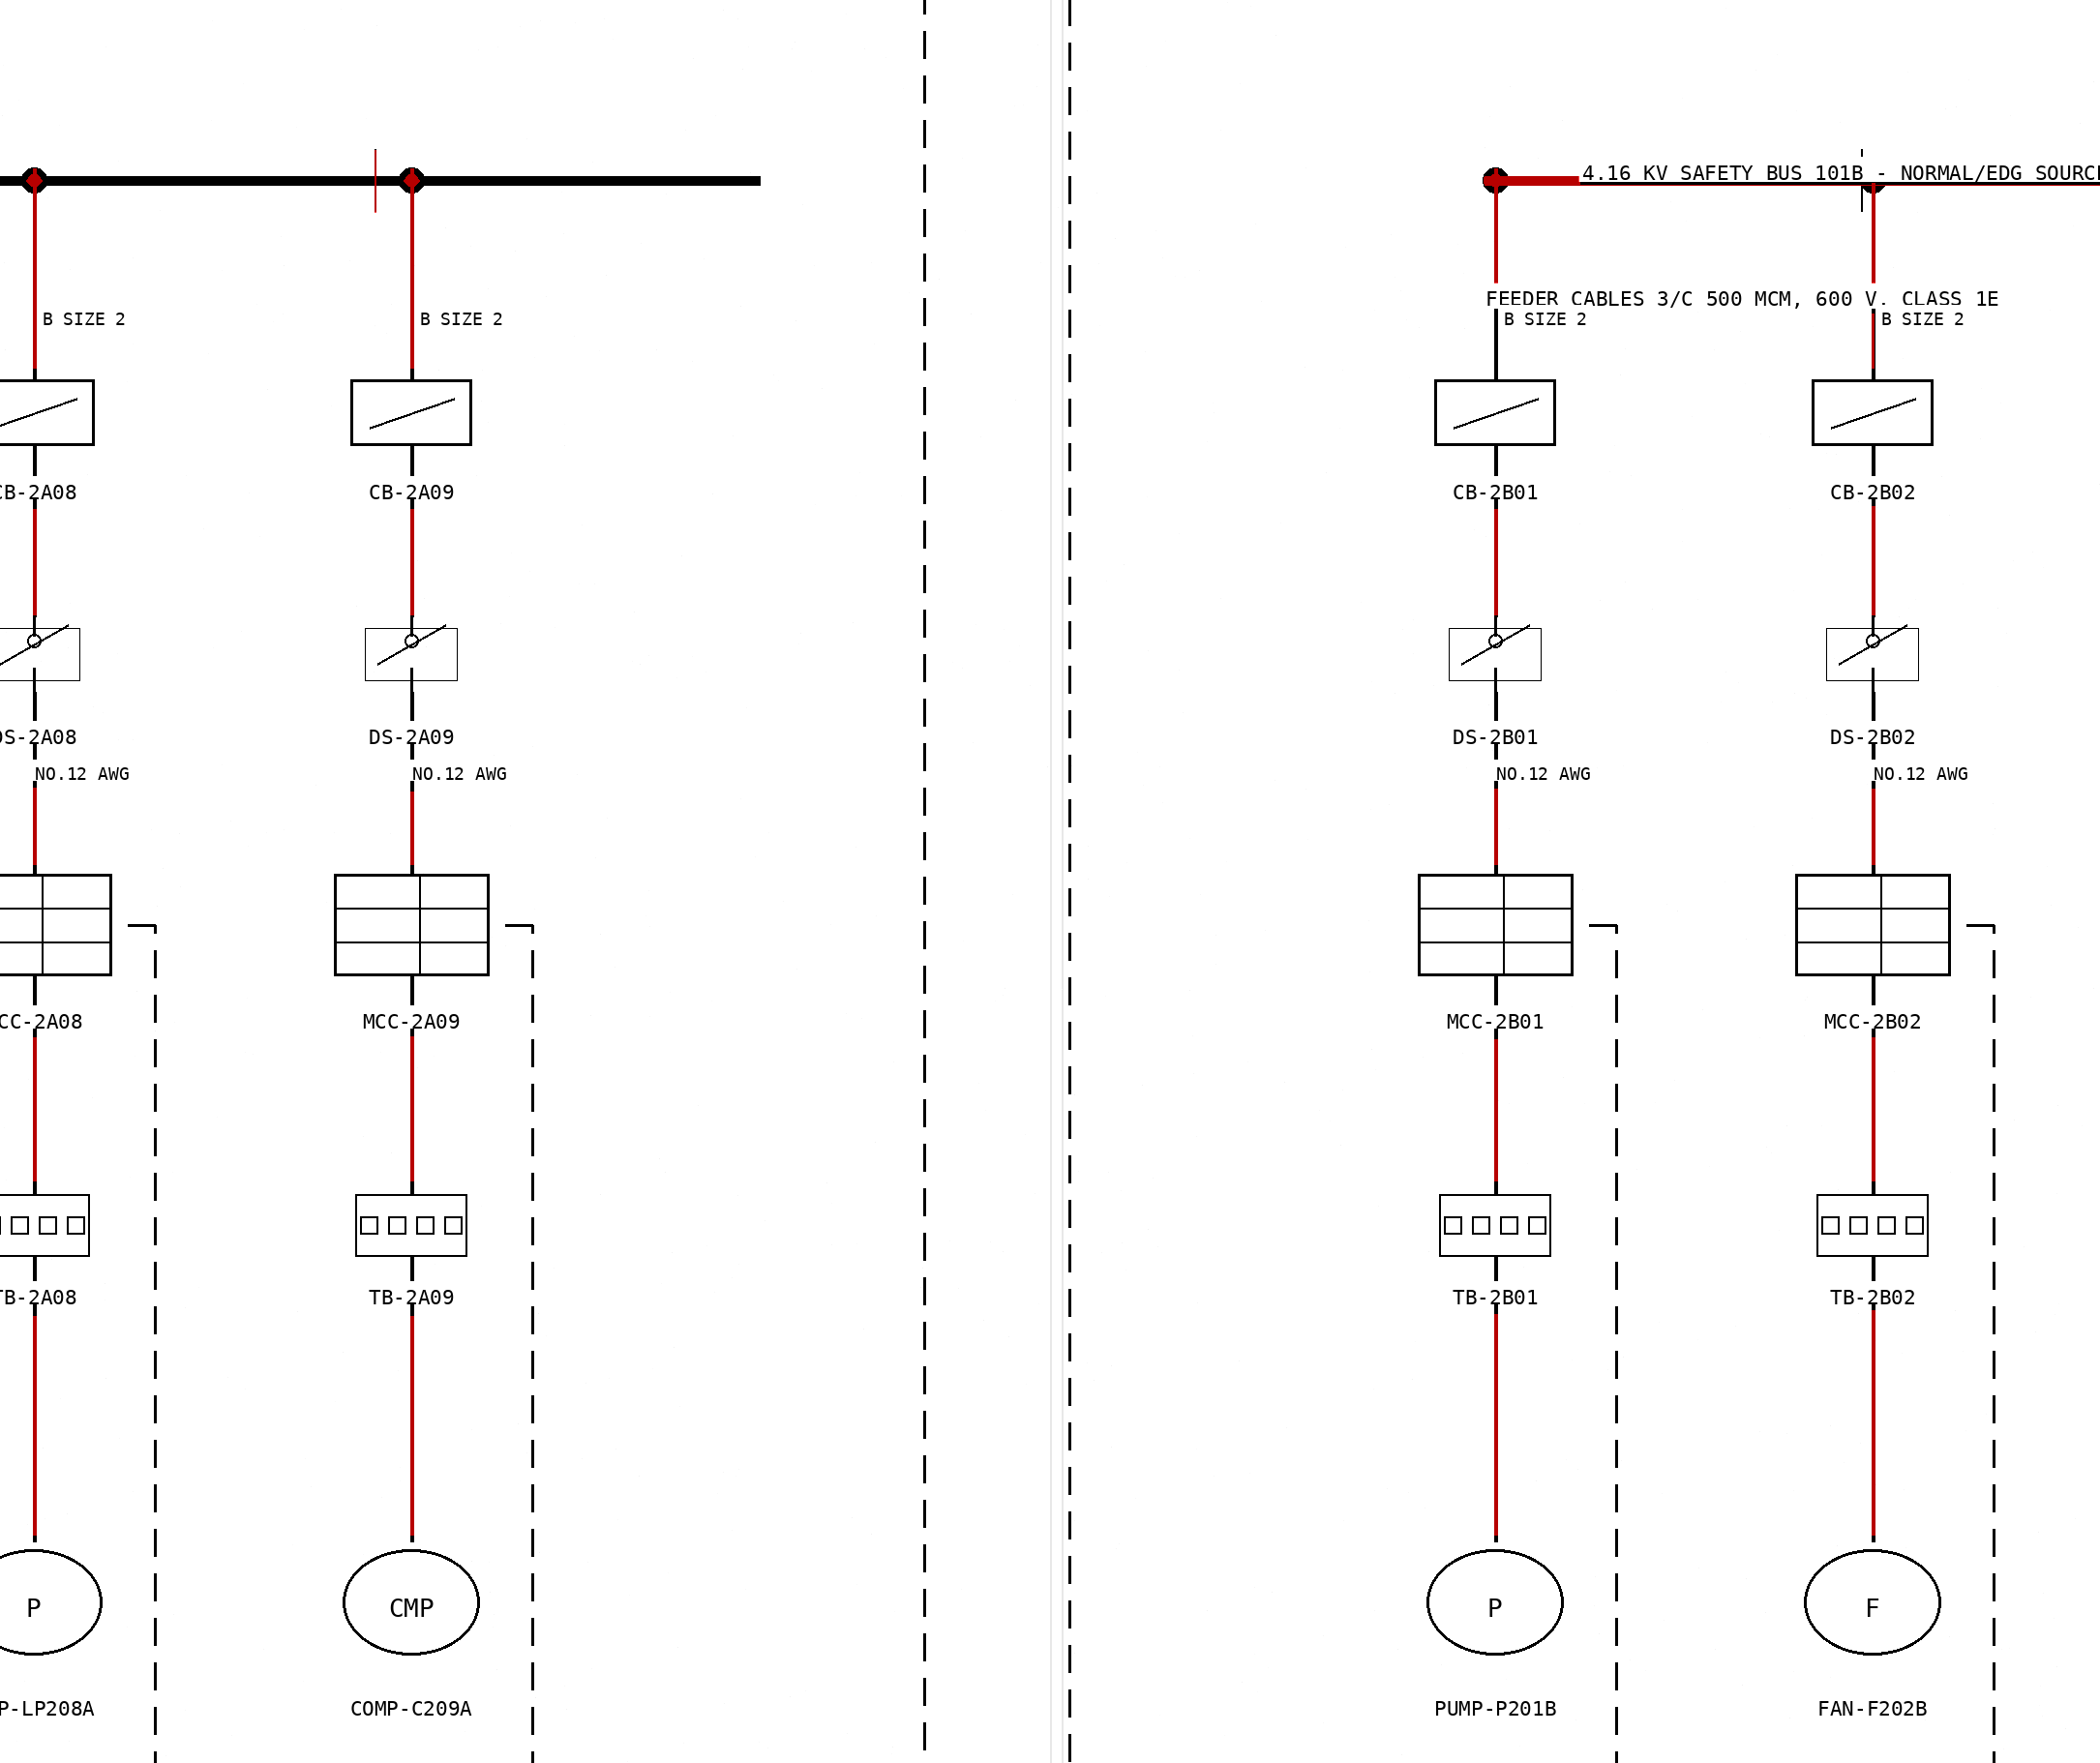 4.16 KV SAFETY BUS 101B - NORMAL/EDG
FEEDER CABLES 3/C 500 MCM, 600 V. CLASS 1E
B SIZE 2
B SIZE 2
B SIZE 2
B SIZE 2
CB-2A08
CB-2A09
CB-2B01
CB-2B02
DS-2A08
DS-2A09
DS-2B01
DS-2B02
NO.12 AWG
NO.12 AWG
NO.12 AWG
NO.12 AWG
CC-2A08
MCC-2A09
MCC-2B01
MCC-2B02
TB-2A08
TB-2A09
TB-2B01
TB-2B02
P
CMP
P
F
P-LP208A
COMP-C209A
PUMP-P201B
FAN-F202B